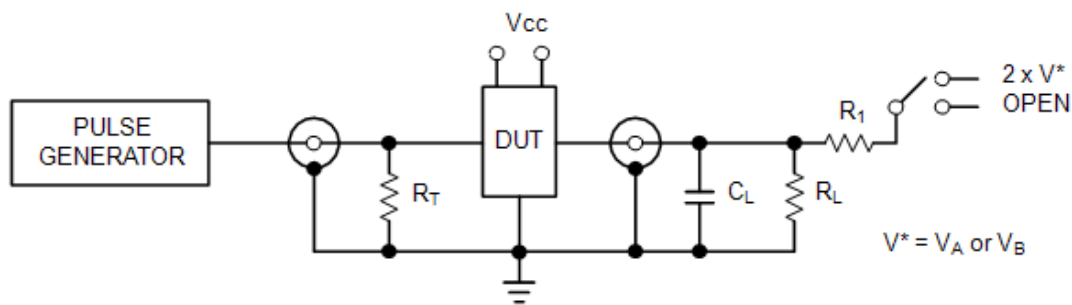 Vcc
2 x V*
OPEN
R1
PULSE
GENERATOR
DUT
RT
CL
RL
V* = VA or VB